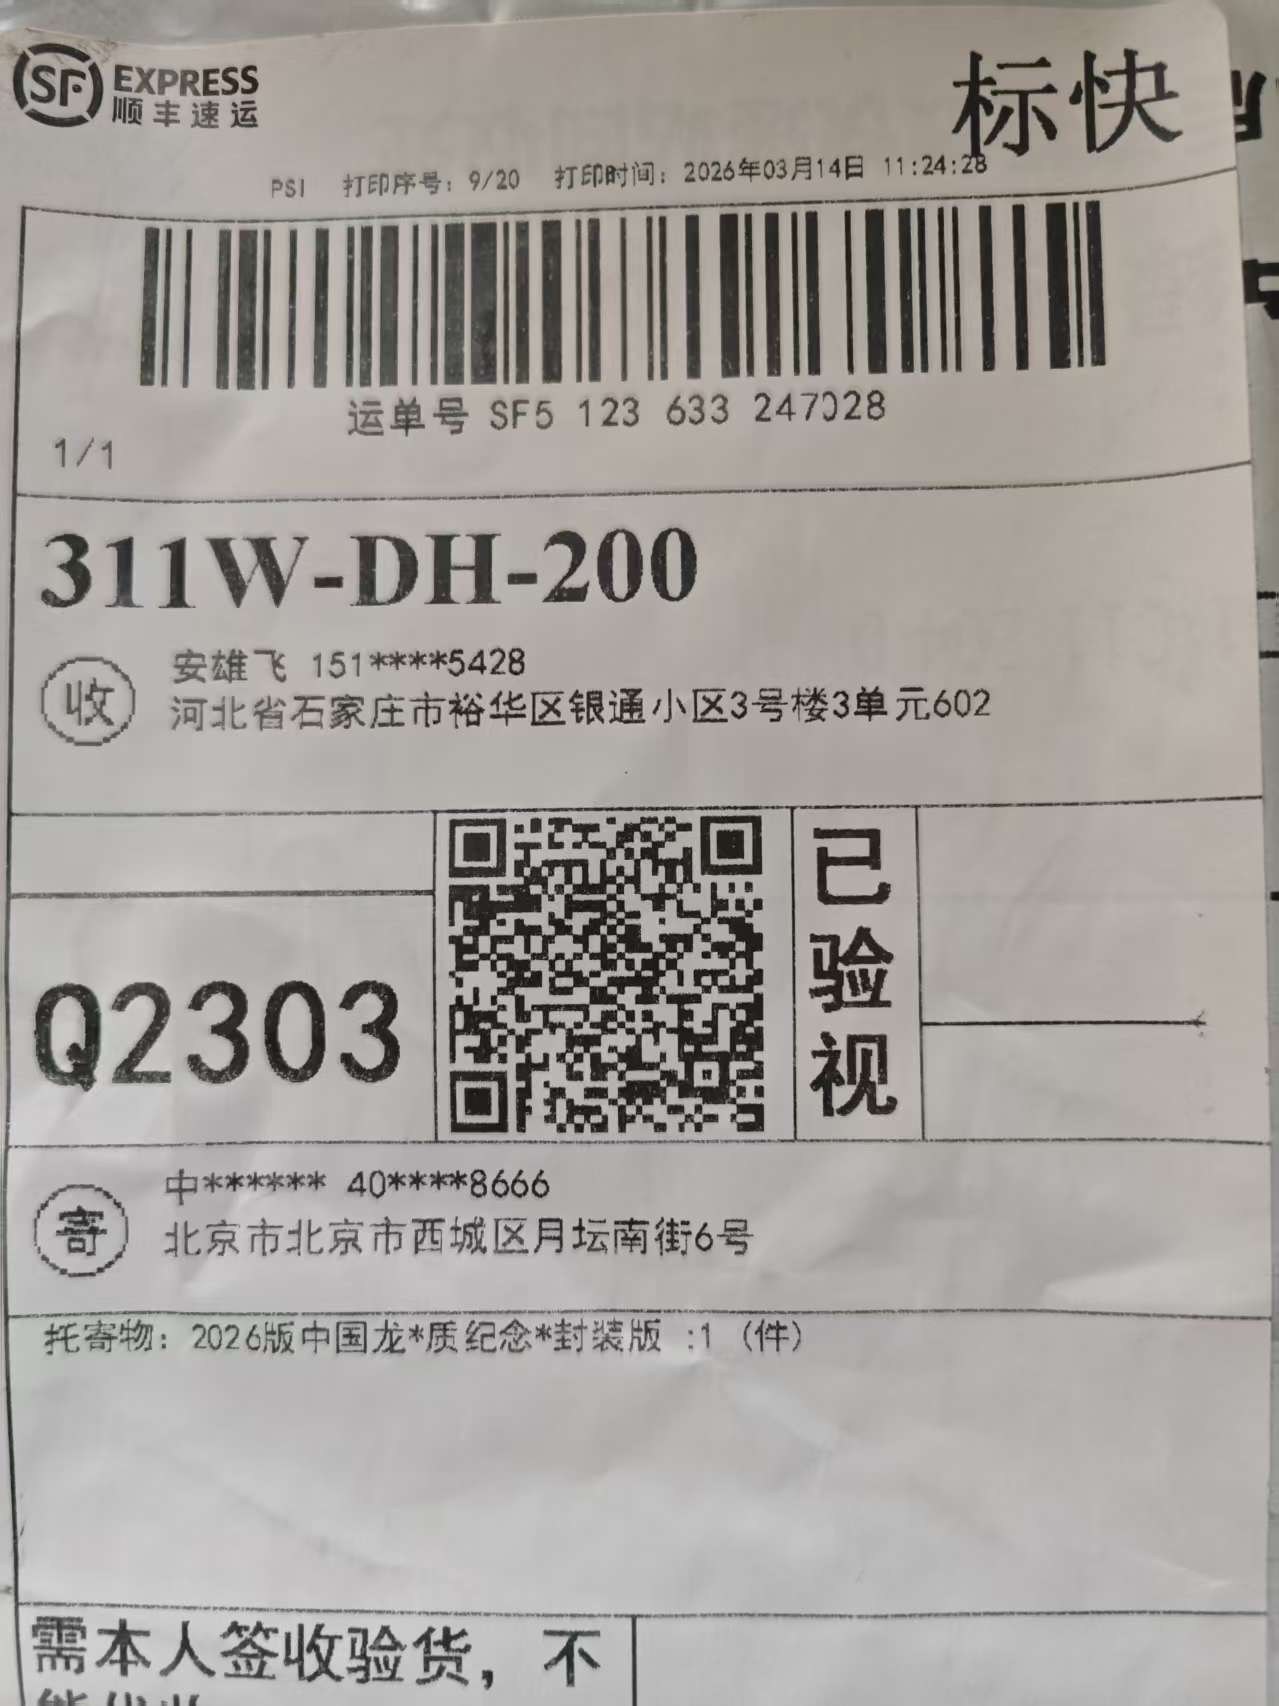 SF EXPRESS
顺丰速运
标快
PSI 打印序号：9/20 打印时间：2026年03月14日 11:24:28
运单号 SF5 123 633 247028
1/1
311W-DH-200
收
安雄飞 151****5428
河北省石家庄市裕华区银通小区3号楼3单元602
Q2303
已验视
寄
中****** 40****8666
北京市北京市西城区月坛南街6号
托寄物：2026版中国龙*质纪念*封装版 :1 (件)
需本人签收验货，不